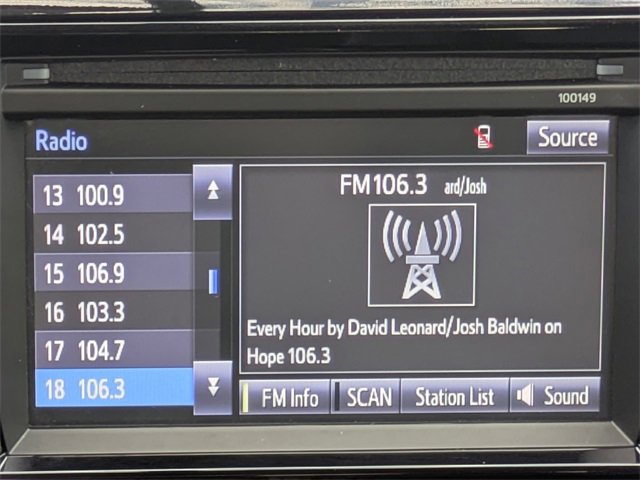 100149
Radio
Source
13 100.9
14 102.5
15 106.9
16 103.3
17 104.7
18 106.3
FM106.3 ard/Josh
Every Hour by David Leonard/Josh Baldwin on
Hope 106.3
FM Info SCAN Station List Sound